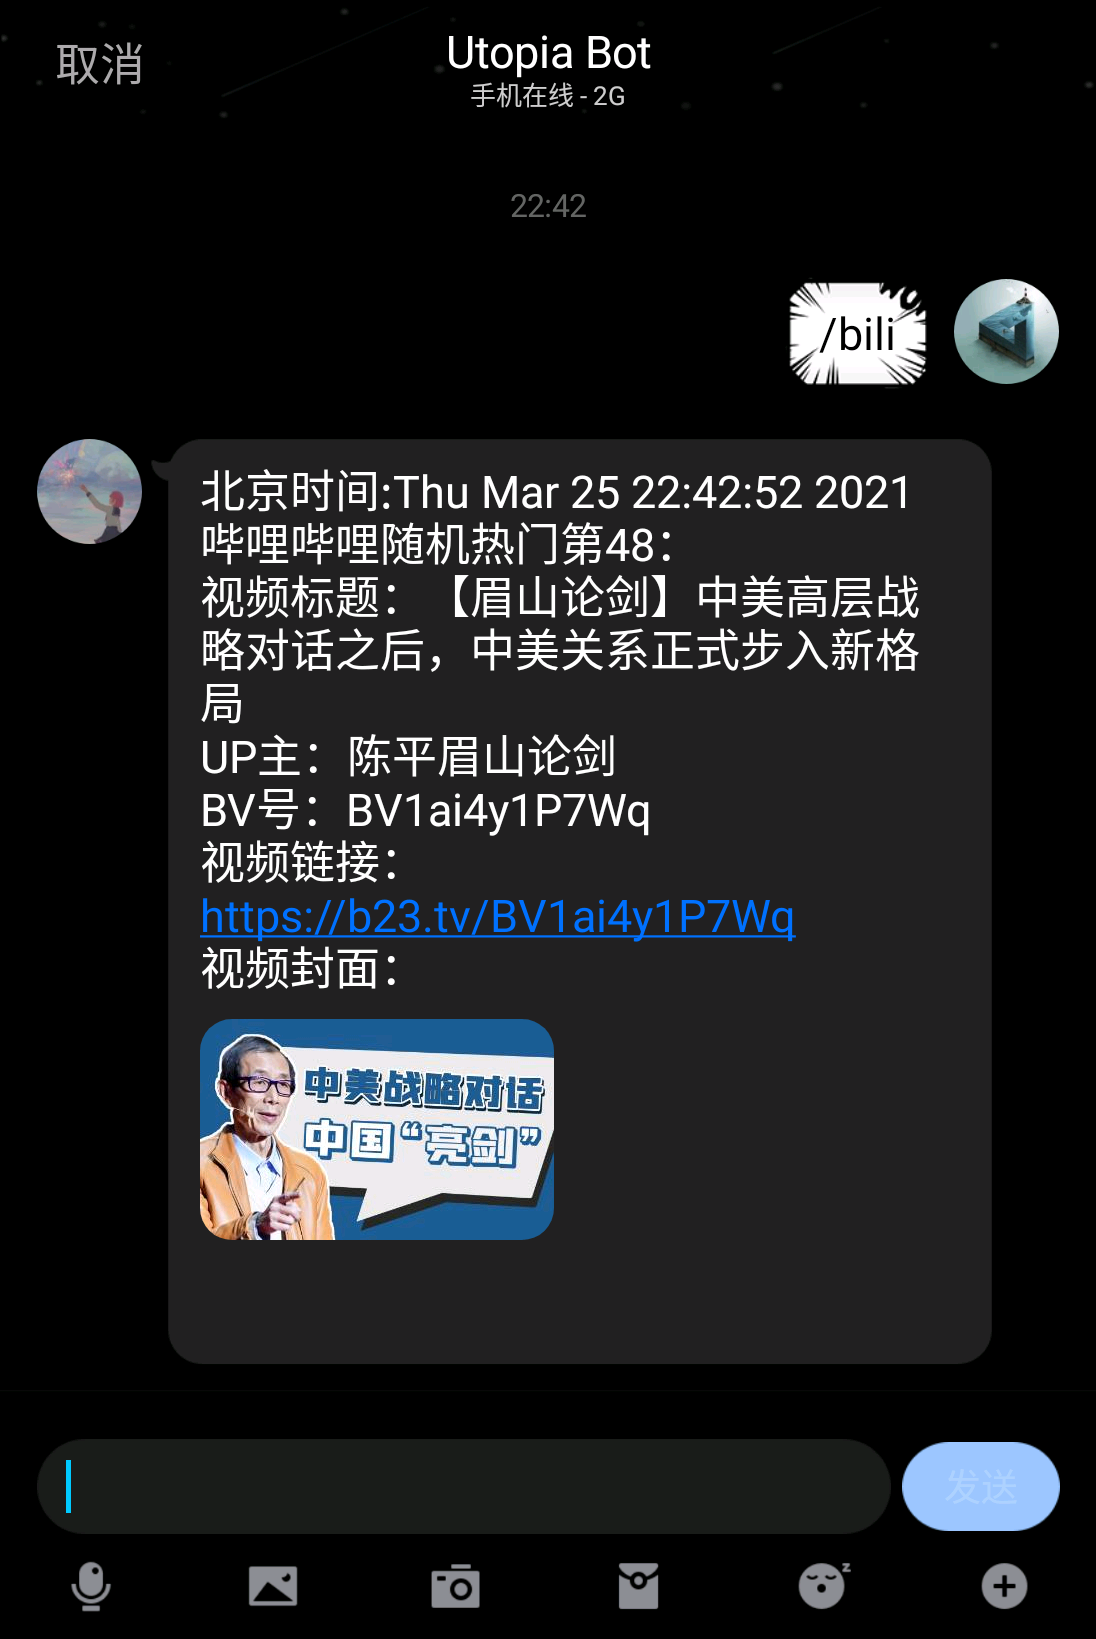 取消
Utopia Bot
手机在线 - 2G
22:42
/bili
北京时间:Thu Mar 25 22:42:52 2021
哔哩哔哩随机热门第48：
视频标题：【眉山论剑】中美高层战
略对话之后，中美关系正式步入新格
局
UP主：陈平眉山论剑
BV号：BV1ai4y1P7Wq
视频链接：
https://b23.tv/BV1ai4y1P7Wq
视频封面：
中美战略对话
中国“亮剑”
发送